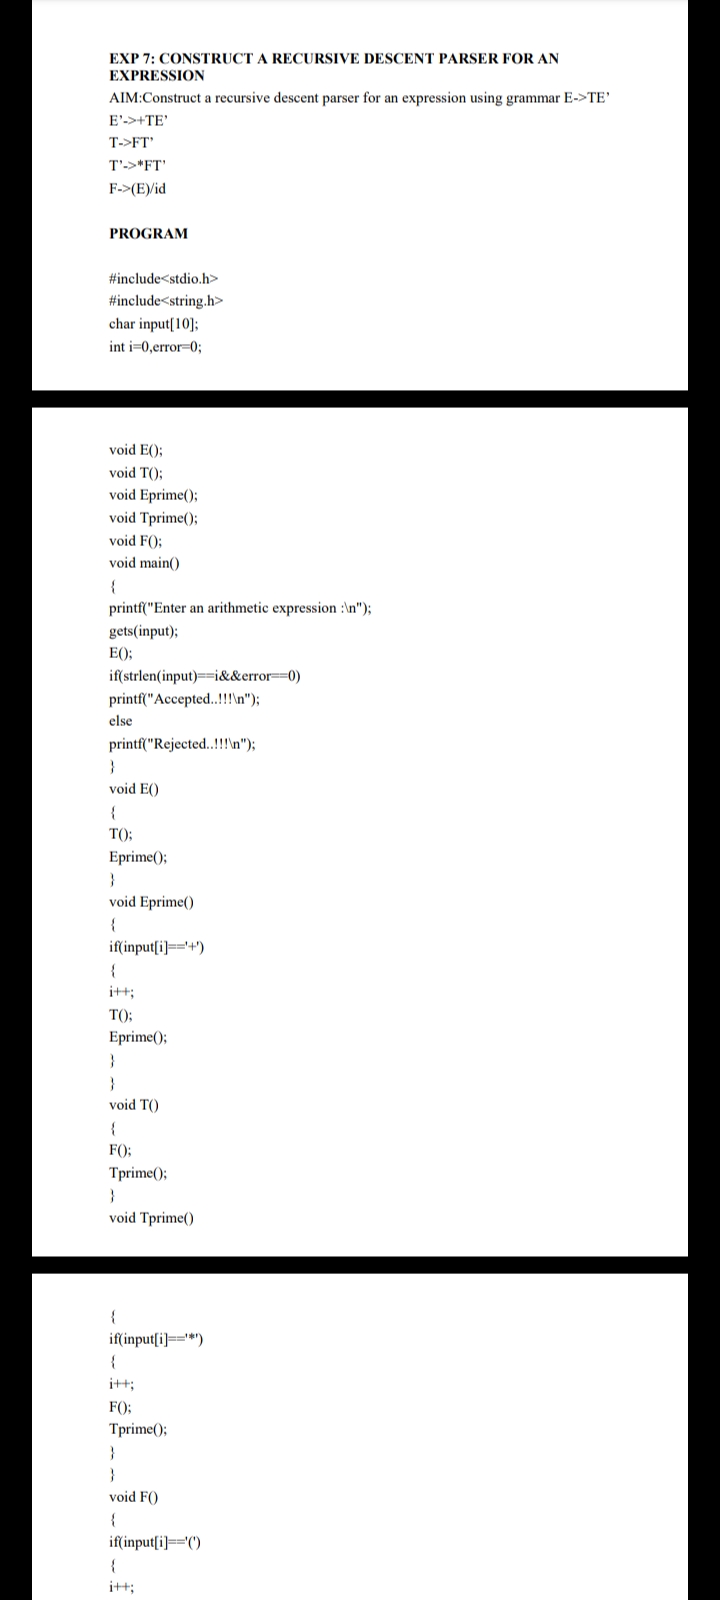 EXP 7: CONSTRUCT A RECURSIVE DESCENT PARSER FOR AN
EXPRESSION
AIM:Construct a recursive descent parser for an expression using grammar E->TE’
E’->+TE’
T->FT’
T’->*FT’
F->(E)/id
PROGRAM
#include<stdio.h>
#include<string.h>
char input[10];
int i=0,error=0;
void E();
void T();
void Eprime();
void Tprime();
void F();
void main()
{
printf("Enter an arithmetic expression :\n");
gets(input);
E();
if(strlen(input)==i&&error==0)
printf("Accepted..!!!\n");
else
printf("Rejected..!!!\n");
}
void E()
{
T();
Eprime();
}
void Eprime()
{
if(input[i]=='+')
{
i++;
T();
Eprime();
}
}
void T()
{
F();
Tprime();
}
void Tprime()
{
if(input[i]=='*')
{
i++;
F();
Tprime();
}
}
void F()
{
if(input[i]=='(')
{
i++;